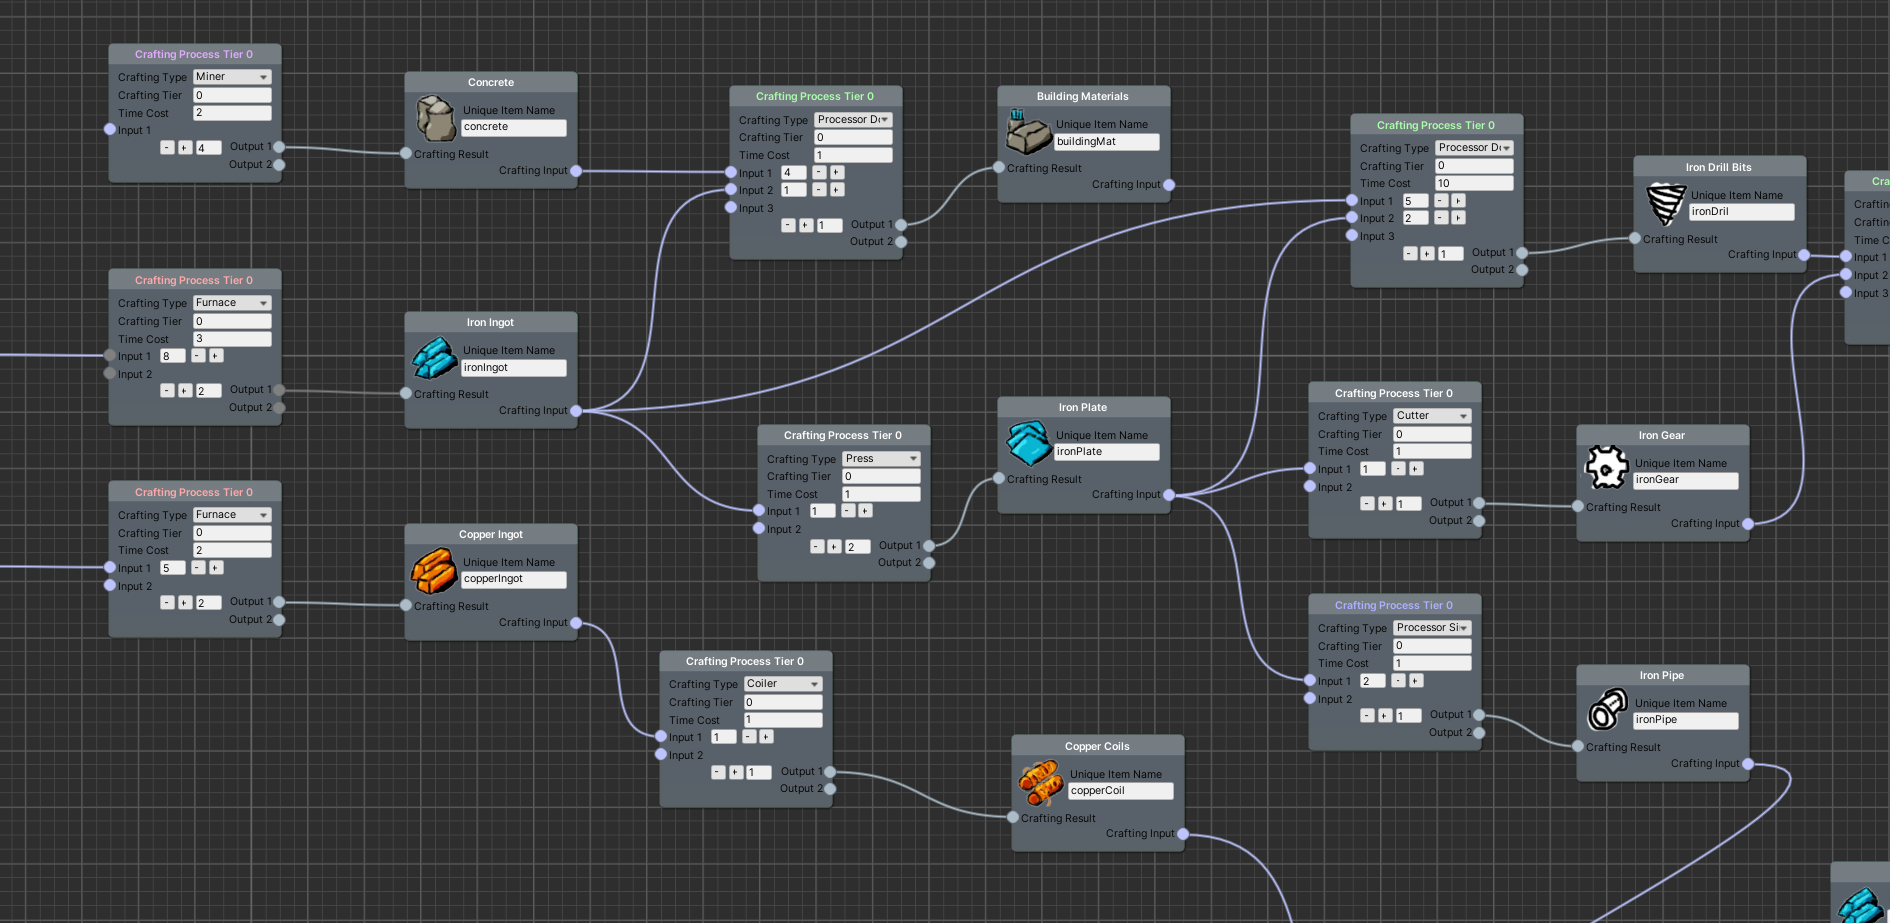 Crafting Process Tier 0
Crafting Type Miner
Crafting Tier 0
Time Cost 2
Input 1
- + 4 Output 1
Output 2
Concrete
Unique Item Name
concrete
Crafting Result
Crafting Input
Crafting Process Tier 0
Crafting Type
Crafting Tier 0
Time Cost 1
Input 1 4 - +
Input 2 1 - +
Input 3
- + 1 Output 1
Output 2
Building Materials
Unique Item Name
buildingMat
Crafting Result
Crafting Input
Crafting Process Tier 0
Crafting Type Processor
Crafting Tier 0
Time Cost 10
Input 1 5 - +
Input 2 2 - +
Input 3
- + 1 Output 1
Output 2
Iron Drill Bits
Unique Item Name
ironDril
Crafting Result
Crafting Input
Cra
Craftin
Craftin
Time C
Input 1
Input 2
Input 3
Crafting Process Tier 0
Crafting Type Furnace
Crafting Tier 0
Time Cost 3
Input 1 8 - +
Input 2
- + 2 Output 1
Output 2
Iron Ingot
Unique Item Name
ironIngot
Crafting Result
Crafting Input
Crafting Process Tier 0
Crafting Type Press
Crafting Tier 0
Time Cost 1
Input 1 1 - +
Input 2
- + 2 Output 1
Output 2
Iron Plate
Unique Item Name
ironPlate
Crafting Result
Crafting Input
Crafting Process Tier 0
Crafting Type Cutter
Crafting Tier 0
Time Cost 1
Input 1 1 - +
Input 2
- + 1 Output 1
Output 2
Iron Gear
Unique Item Name
ironGear
Crafting Result
Crafting Input
Crafting Process Tier 0
Crafting Type Furnace
Crafting Tier 0
Time Cost 2
Input 1 5 - +
Input 2
- + 2 Output 1
Output 2
Copper Ingot
Unique Item Name
copperIngot
Crafting Result
Crafting Input
Crafting Process Tier 0
Crafting Type Coiler
Crafting Tier 0
Time Cost 1
Input 1 1 - +
Input 2
- + 1 Output 1
Output 2
Copper Coils
Unique Item Name
copperCoil
Crafting Result
Crafting Input
Crafting Process Tier 0
Crafting Type Processor Si
Crafting Tier 0
Time Cost 1
Input 1 2 - +
Input 2
- + 1 Output 1
Output 2
Iron Pipe
Unique Item Name
ironPipe
Crafting Result
Crafting Input